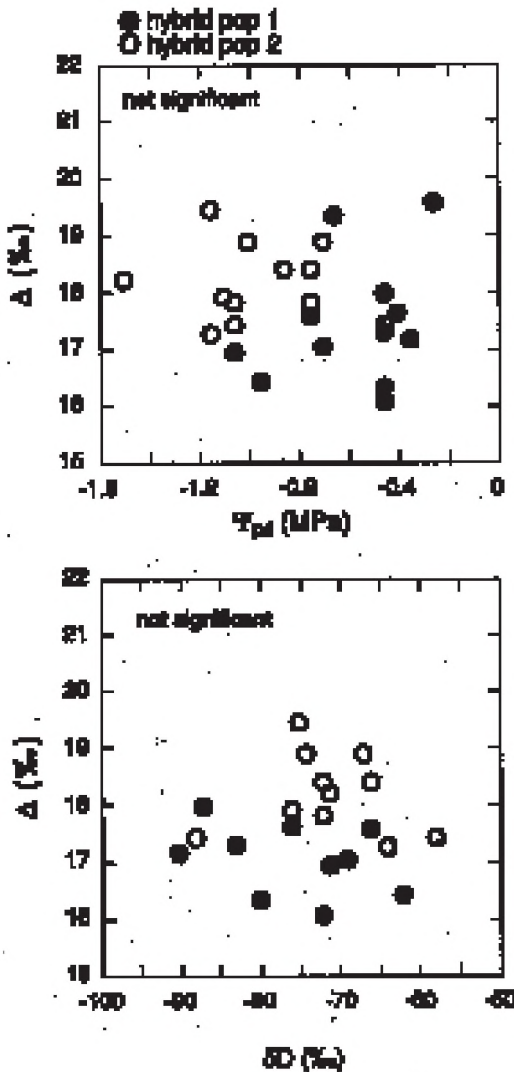 hybrid pop 1
hybrid pop 2
22
not significant
21
20
19
18
17
16
15
Δ (‰)
-1.6 -1.2 -0.8 -0.4 0
Ψpd (MPa)
22
not significant
21
20
19
18
17
16
15
Δ (‰)
-100 -90 -80 -70 -60 -50
δD (‰)